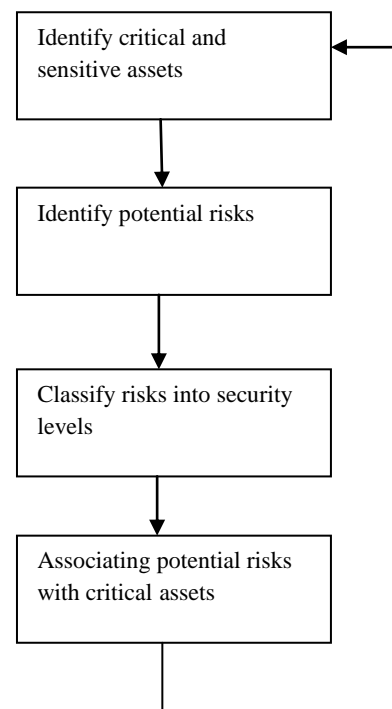 Identify critical and
sensitive assets
Identify potential risks
Classify risks into security
levels
Associating potential risks
with critical assets